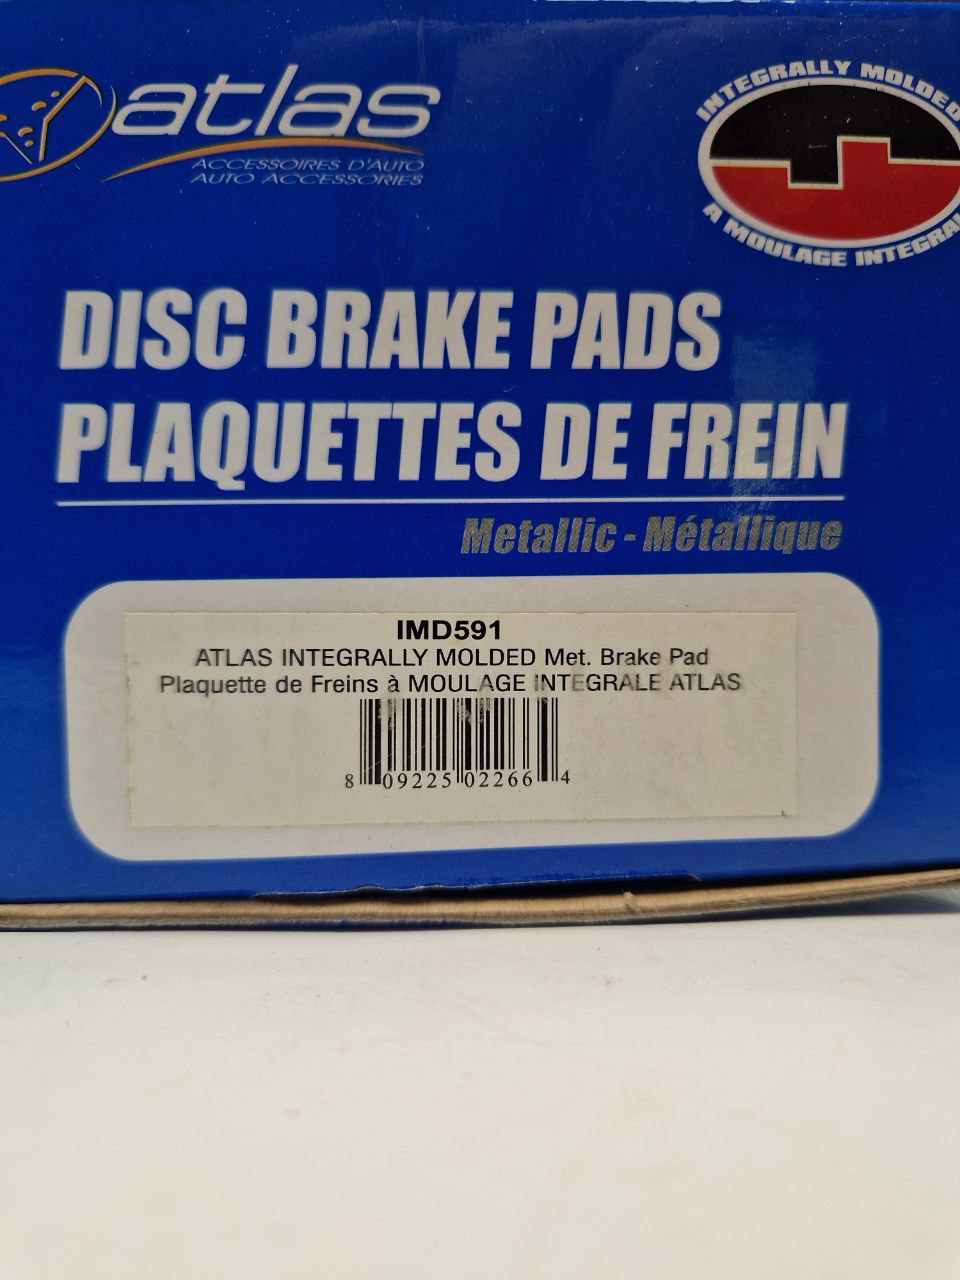 atlas
ACCESSOIRES D'AUTO
AUTO ACCESSORIES
INTEGRALLY MOLDED
A MOULAGE INTEGRAL
DISC BRAKE PADS
PLAQUETTES DE FREIN
Metallic - Métallique
IMD591
ATLAS INTEGRALLY MOLDED Met. Brake Pad
Plaquette de Freins à MOULAGE INTEGRALE ATLAS
8 09225 02266 4